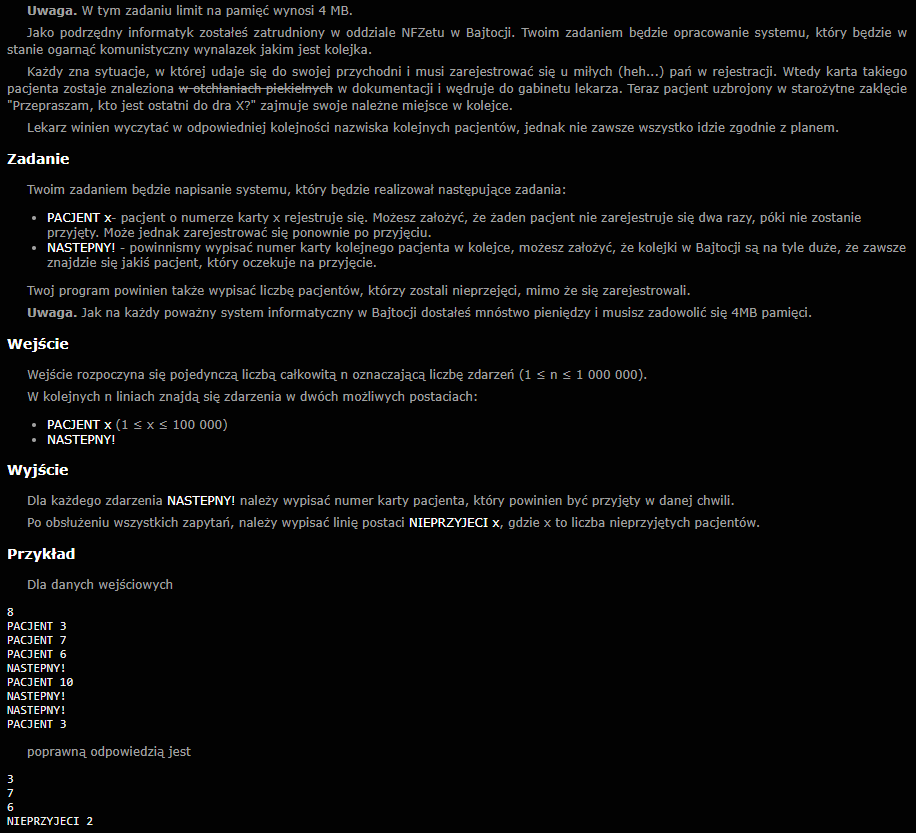 Uwaga. W tym zadaniu limit na pamięć wynosi 4 MB.
Jako podrzędny informatyk zostałeś zatrudniony w oddziale NFZetu w Bajtocji. Twoim zadaniem będzie opracowanie systemu, który będzie w
stanie ogarnąć komunistyczny wynalazek jakim jest kolejka.
Każdy zna sytuacje, w której udaje się do swojej przychodni i musi zarejestrować się u miłych (heh...) pań w rejestracji. Wtedy karta takiego
pacjenta zostaje znaleziona w otchłaniach piekielnych w dokumentacji i wędruje do gabinetu lekarza. Teraz pacjent uzbrojony w starożytne zaklęcie
"Przepraszam, kto jest ostatni do dra X?" zajmuje swoje należne miejsce w kolejce.
Lekarz winien wyczytać w odpowiedniej kolejności nazwiska kolejnych pacjentów, jednak nie zawsze wszystko idzie zgodnie z planem.
Zadanie
Twoim zadaniem będzie napisanie systemu, który będzie realizował następujące zadania:
• PACJENT x- pacjent o numerze karty x rejestruje się. Możesz założyć, że żaden pacjent nie zarejestruje się dwa razy, póki nie zostanie
przyjęty. Może jednak zarejestrować się ponownie po przyjęciu.
• NASTEPNY! - powinnismy wypisać numer karty kolejnego pacjenta w kolejce, możesz założyć, że kolejki w Bajtocji są na tyle duże, że zawsze
znajdzie się jakiś pacjent, który oczekuje na przyjęcie.
Twoj program powinien także wypisać liczbę pacjentów, którzy zostali nieprzejęci, mimo że się zarejestrowali.
Uwaga. Jak na każdy poważny system informatyczny w Bajtocji dostałeś mnóstwo pieniędzy i musisz zadowolić się 4MB pamięci.
Wejście
Wejście rozpoczyna się pojedynczą liczbą całkowitą n oznaczającą liczbę zdarzeń (1 ≤ n ≤ 1 000 000).
W kolejnych n liniach znajdą się zdarzenia w dwóch możliwych postaciach:
• PACJENT x (1 ≤ x ≤ 100 000)
• NASTEPNY!
Wyjście
Dla każdego zdarzenia NASTEPNY! należy wypisać numer karty pacjenta, który powinien być przyjęty w danej chwili.
Po obsłużeniu wszystkich zapytań, należy wypisać linię postaci NIEPRZYJECI x, gdzie x to liczba nieprzyjętych pacjentów.
Przykład
Dla danych wejściowych
8
PACJENT 3
PACJENT 7
PACJENT 6
NASTEPNY!
PACJENT 10
NASTEPNY!
NASTEPNY!
PACJENT 3
poprawną odpowiedzią jest
3
7
6
NIEPRZYJECI 2